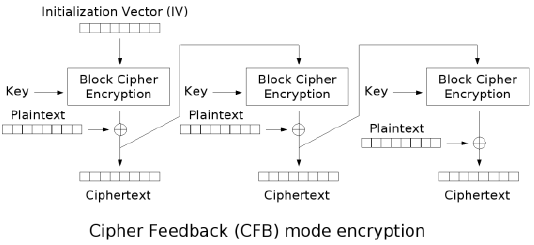 Initialization Vector (IV)
Key
Block Cipher
Encryption
Plaintext
Ciphertext
Key
Block Cipher
Encryption
Plaintext
Ciphertext
Key
Block Cipher
Encryption
Plaintext
Ciphertext
Cipher Feedback (CFB) mode encryption